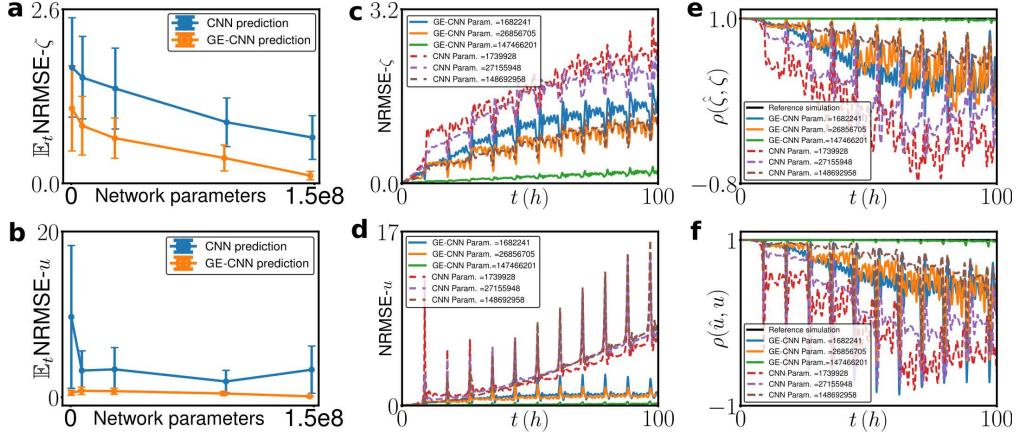 a
1.6
CNN prediction
GE-CNN prediction
𝔼ₜNRMSE-ζ
0.0
0
Network parameters
1.5e8
c
3.2
GE-CNN Param. =1682241
GE-CNN Param. =26856705
GE-CNN Param.=147466201
CNN Param. =1739928
CNN Param. =27155948
CNN Param. =148692958
NRMSE-ζ
0.0
0
t (h)
100
e
1.0
Reference simulation
GE-CNN Param. =1682241
GE-CNN Param. =26856705
GE-CNN Param.=147466201
CNN Param. =1739928
CNN Param. =27155948
CNN Param. =148692958
ρ(ζ̂, ζ)
−0.8
0
t (h)
100
b
20
CNN prediction
GE-CNN prediction
𝔼ₜNRMSE-u
0
0
Network parameters
1.5e8
d
17
GE-CNN Param. =1682241
GE-CNN Param. =26856705
GE-CNN Param.=147466201
CNN Param. =1739928
CNN Param. =27155948
CNN Param. =148692958
NRMSE-u
0
0
t (h)
100
f
1
Reference simulation
GE-CNN Param. =1682241
GE-CNN Param. =26856705
GE-CNN Param.=147466201
CNN Param. =1739928
CNN Param. =27155948
CNN Param. =148692958
ρ(û, u)
−1
0
t (h)
100